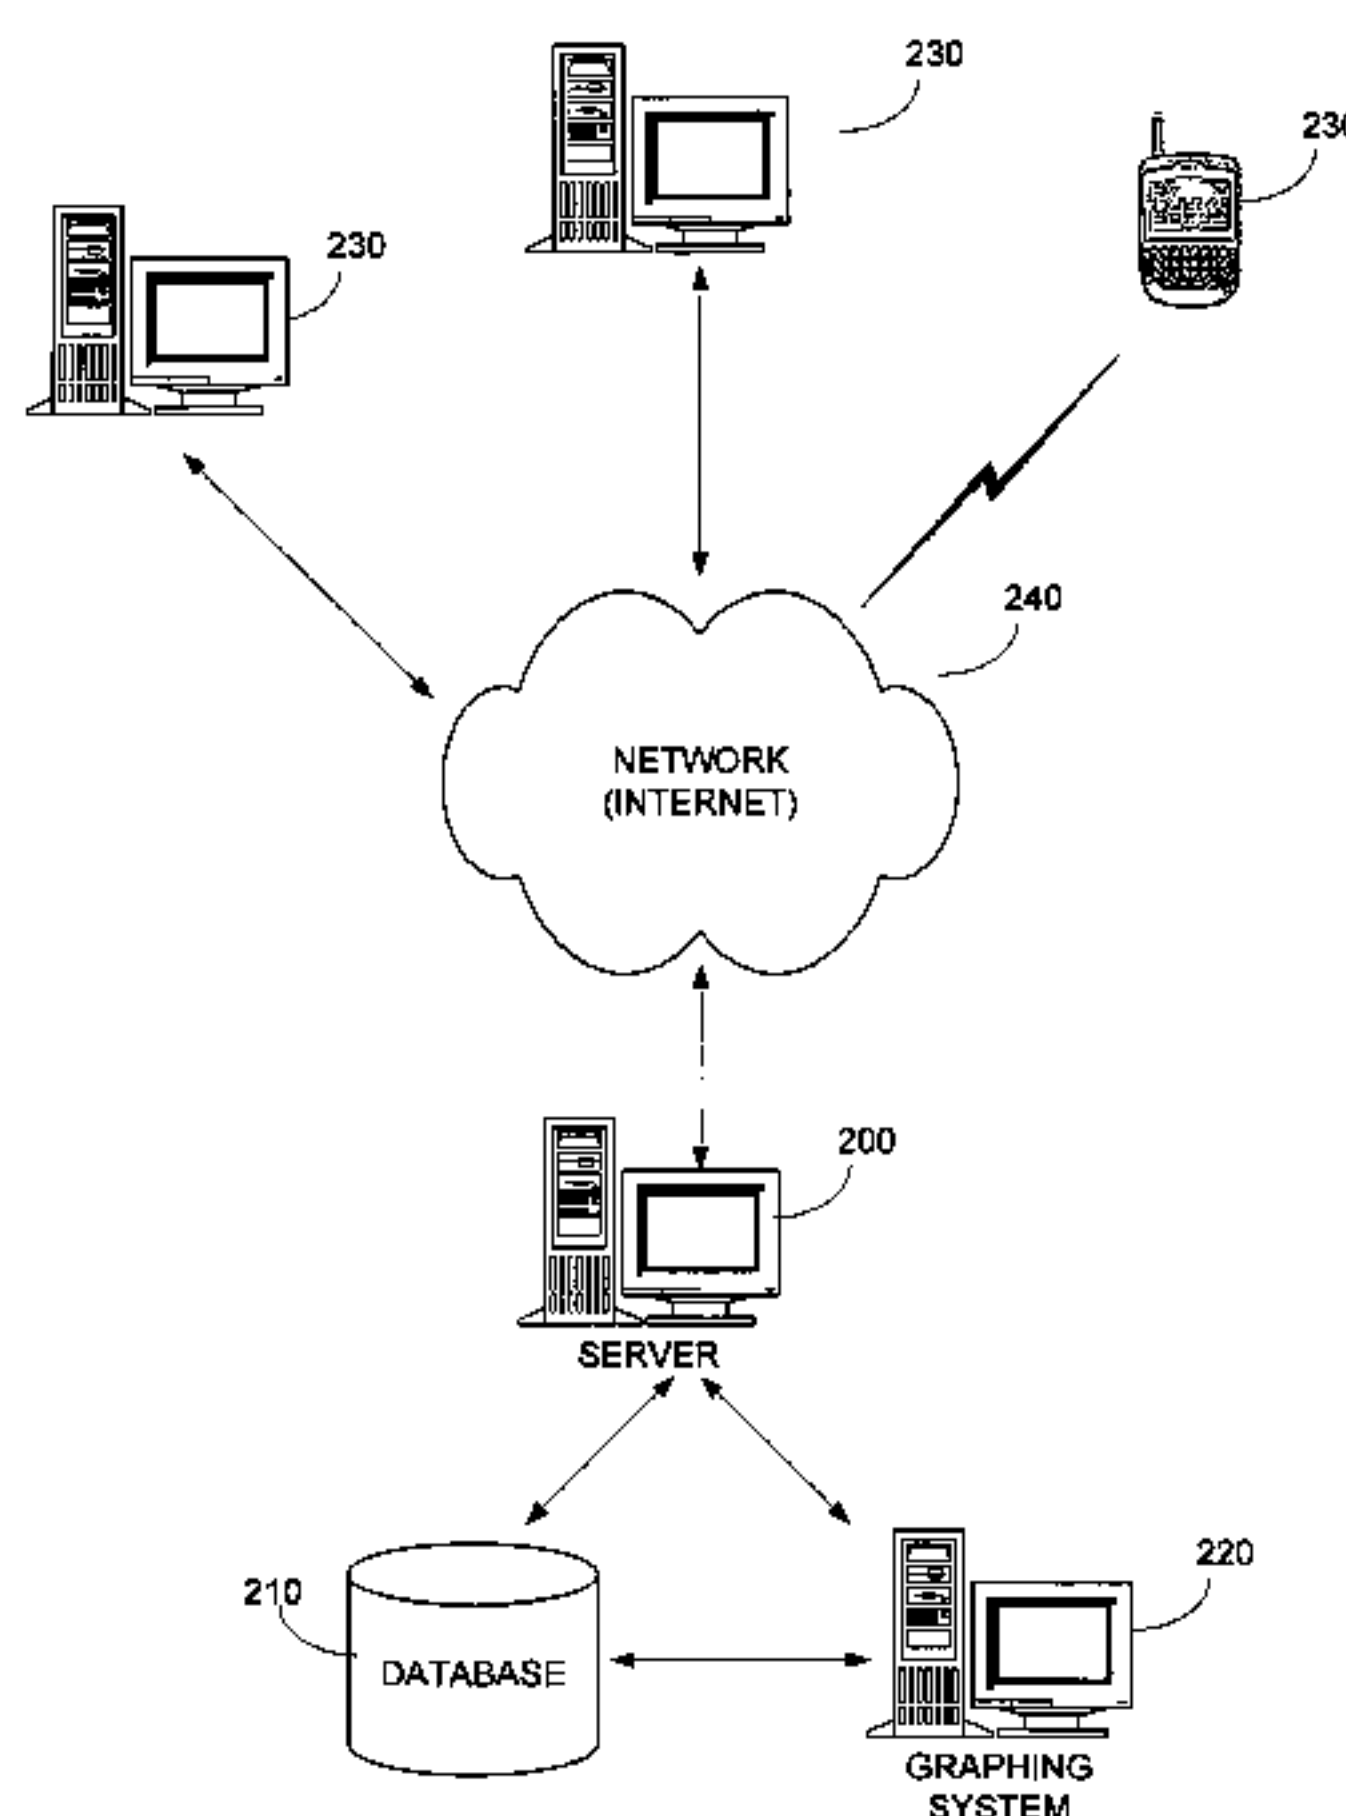 230
230
230
240
NETWORK
(INTERNET)
200
SERVER
210
DATABASE
220
GRAPHING
SYSTEM